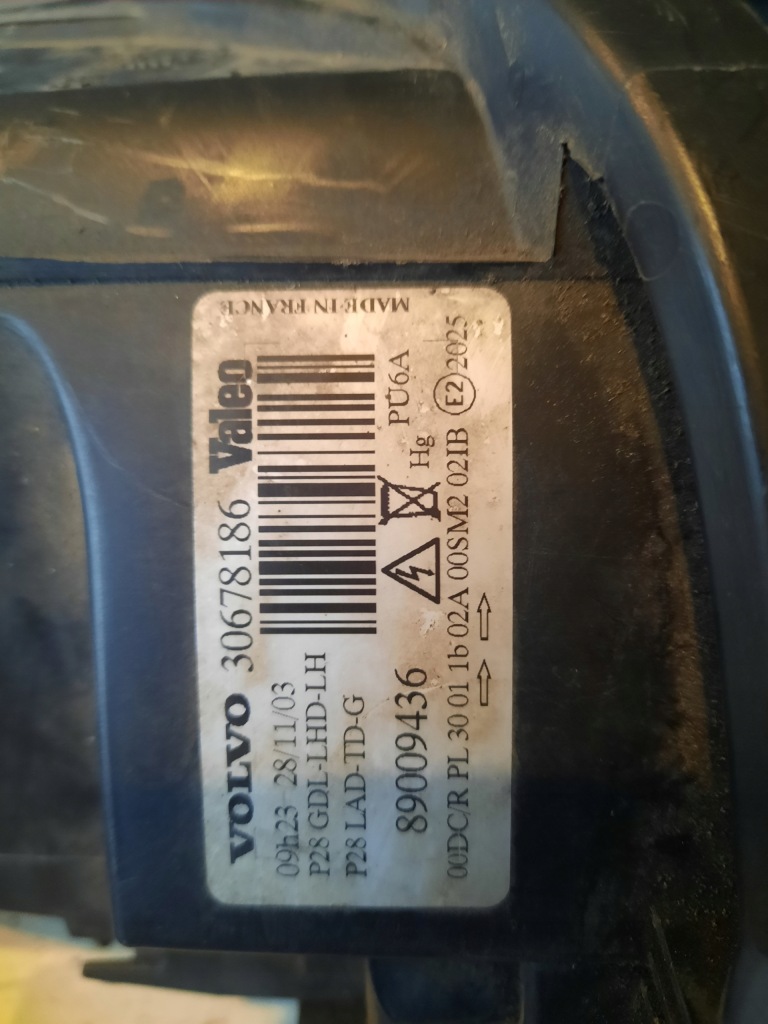 VOLVO 30678186 Valeo
09h23 28/11/03
P28 GDL-LHD-LH
P28 LAD-TD-G
MADE-IN-FRANCE
89009436 Hg PU6A
00DC/R PL 30 01 1b 02A 00SM2 02IB E2 2025